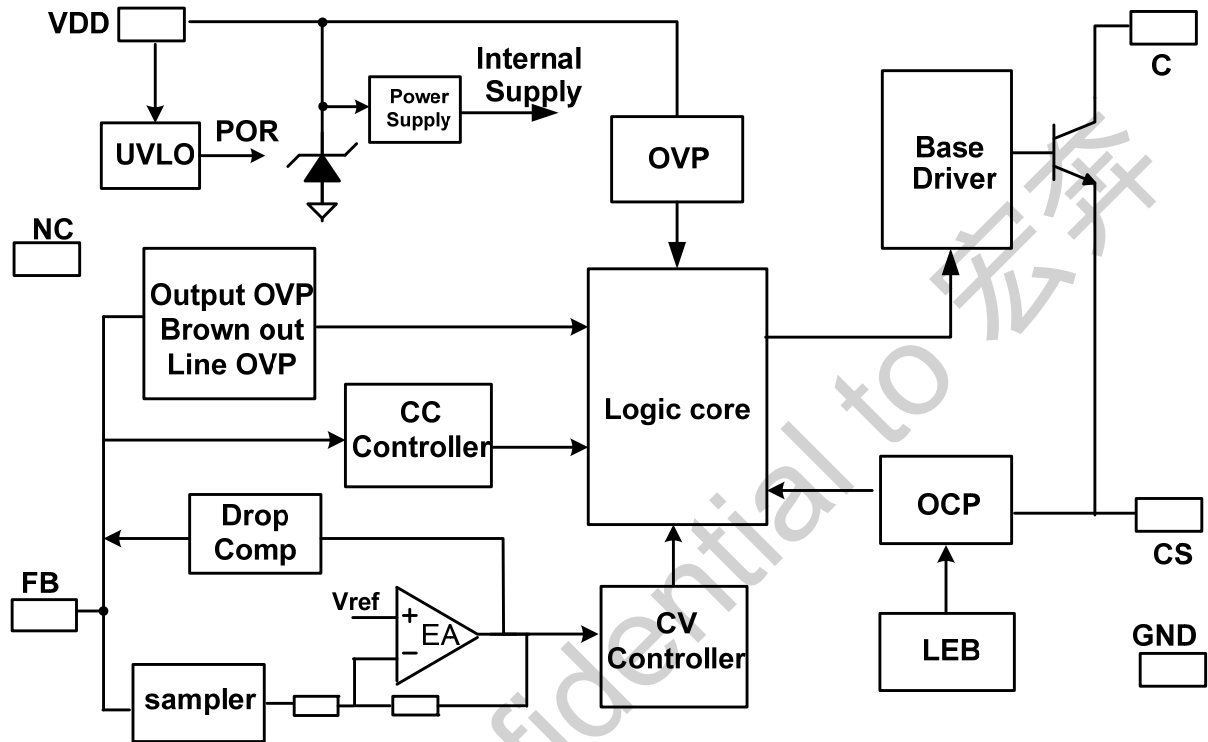 VDD
C
Internal
Supply
Power
Supply
POR
UVLO
OVP
Base
Driver
NC
Output OVP
Brown out
Line OVP
CC
Controller
Logic core
Drop
Comp
OCP
CS
FB
Vref
+
EA
−
CV
Controller
LEB
GND
sampler
fidential to 宏奔